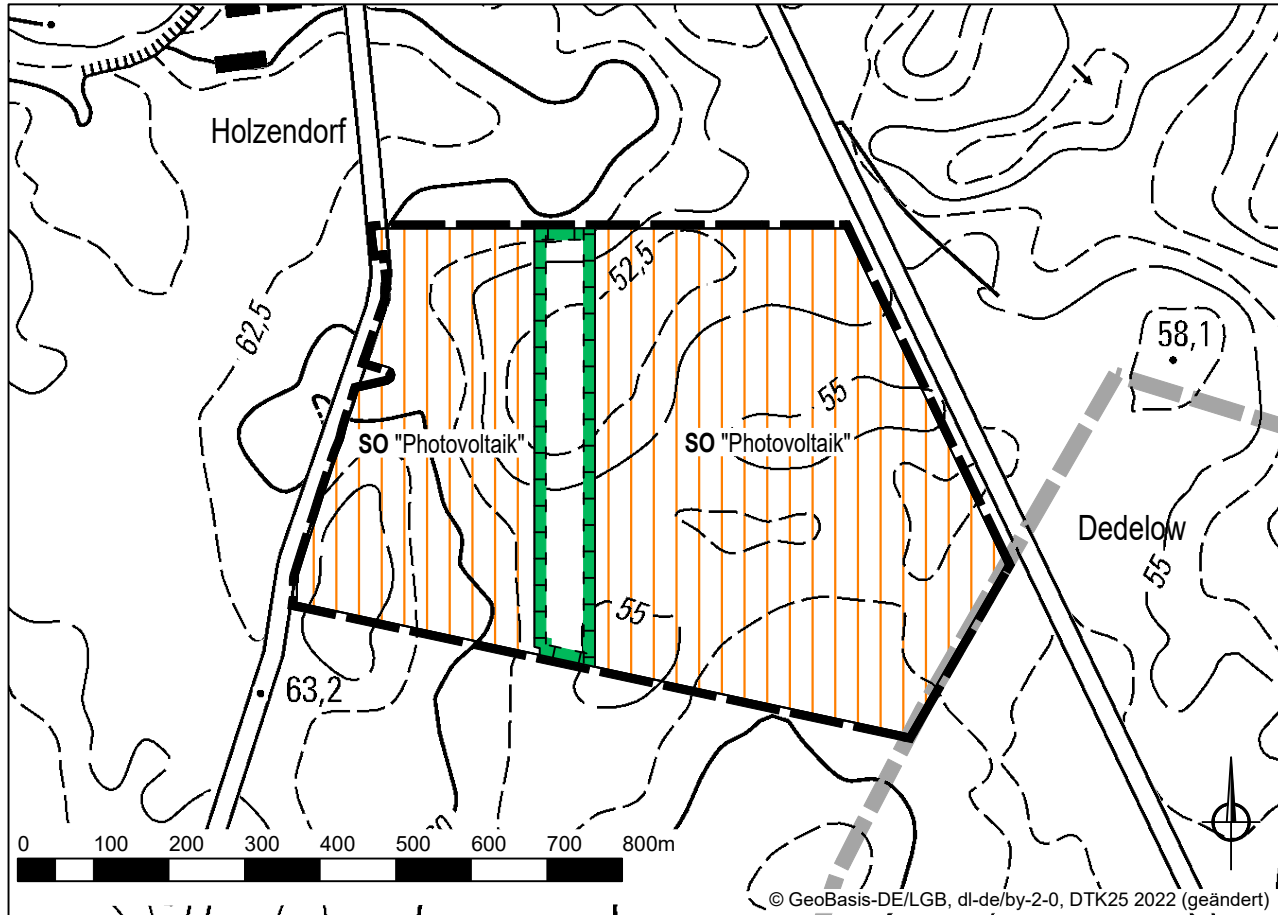 Holzendorf
62,5
52,5
58,1
55
SO "Photovoltaik"
SO "Photovoltaik"
Dedelow
55
55
63,2
0 100 200 300 400 500 600 700 800m
© GeoBasis-DE/LGB, dl-de/by-2-0, DTK25 2022 (geändert)